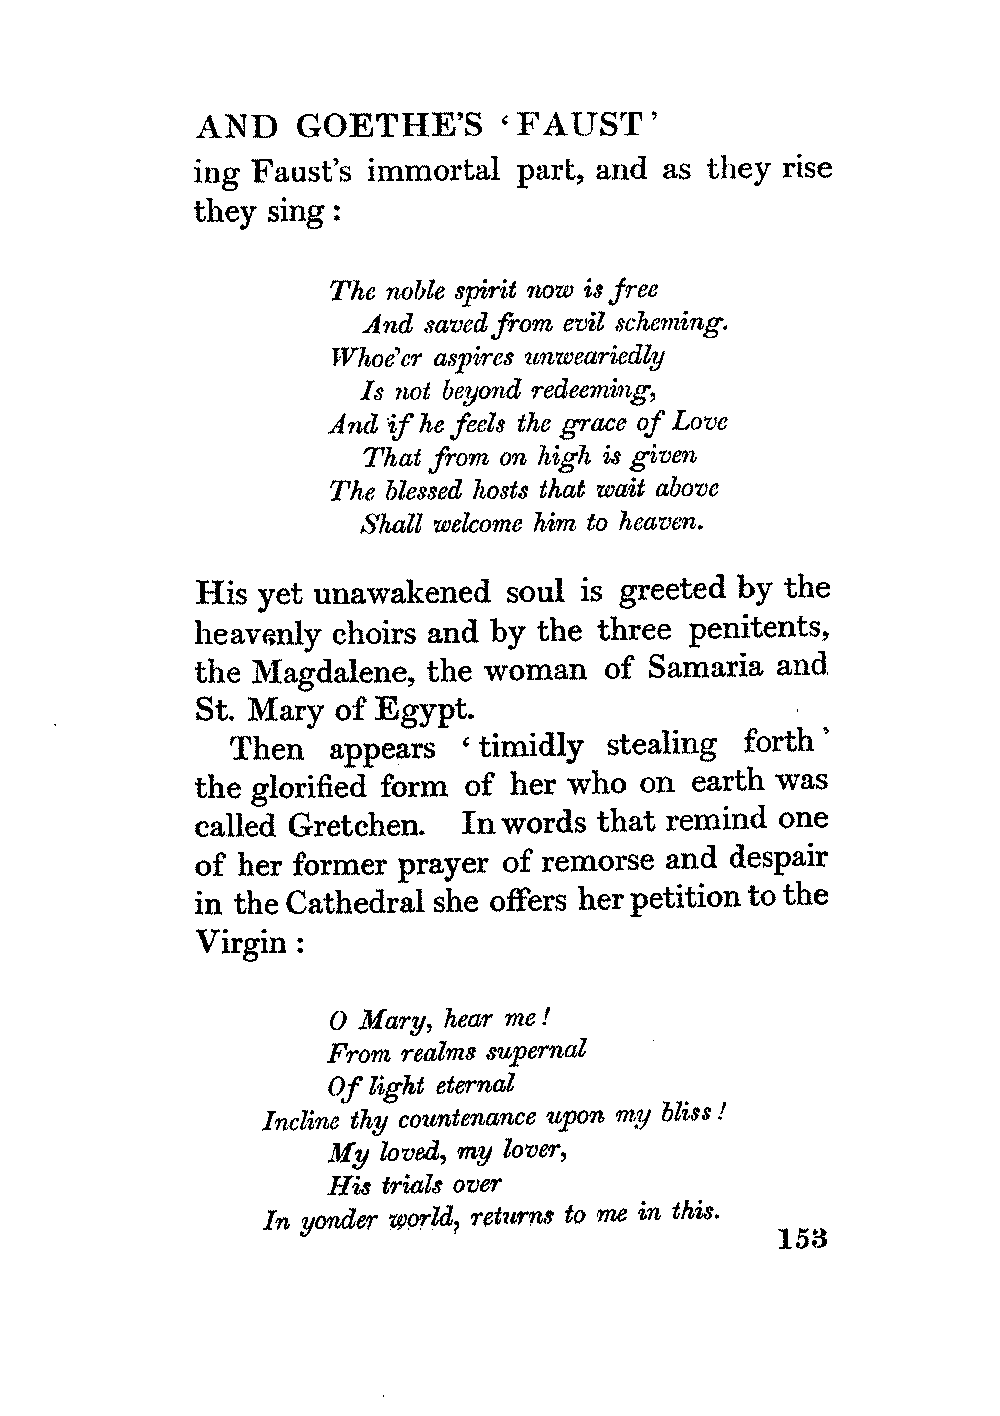 AND GOETHE'S ‘FAUST’
ing Faust's immortal part, and as they rise
they sing :
The noble spirit now is free
And saved from evil scheming.
Whoe'er aspires unweariedly
Is not beyond redeeming,
And if he feels the grace of Love
That from on high is given
The blessed hosts that wait above
Shall welcome him to heaven.
His yet unawakened soul is greeted by the
heavenly choirs and by the three penitents,
the Magdalene, the woman of Samaria and
St. Mary of Egypt.
Then appears ‘timidly stealing forth’
the glorified form of her who on earth was
called Gretchen. In words that remind one
of her former prayer of remorse and despair
in the Cathedral she offers her petition to the
Virgin :
O Mary, hear me !
From realms supernal
Of light eternal
Incline thy countenance upon my bliss !
My loved, my lover,
His trials over
In yonder world, returns to me in this.
153